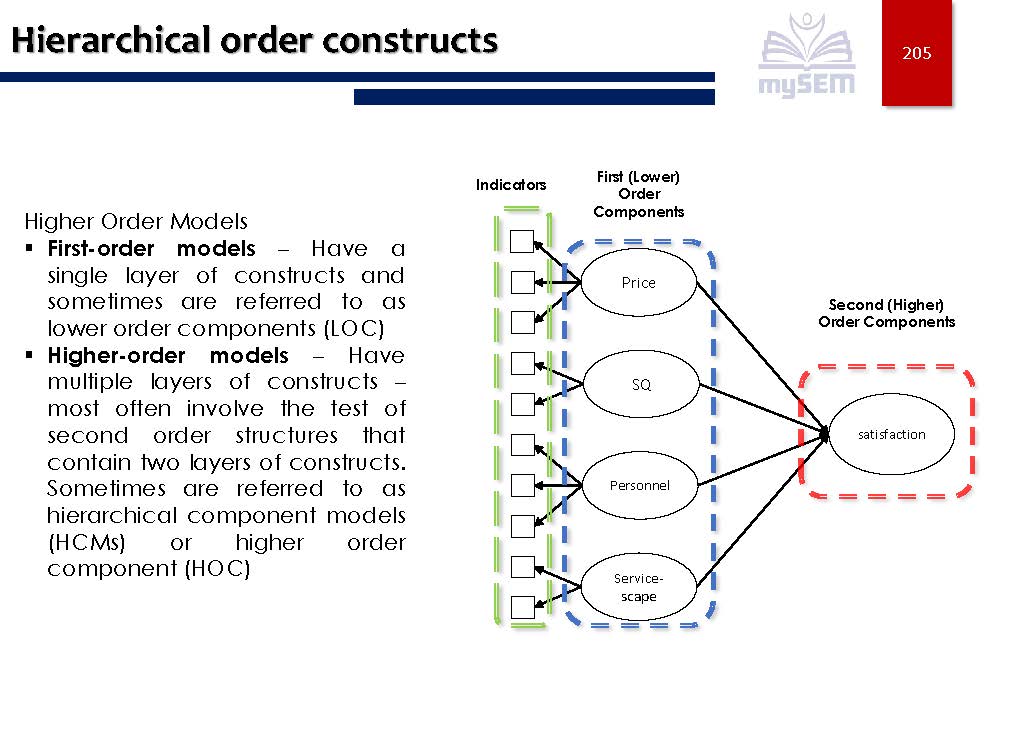 Hierarchical order constructs
mySEM
205
Higher Order Models
▪ First-order models – Have a
single layer of constructs and
sometimes are referred to as
lower order components (LOC)
▪ Higher-order models – Have
multiple layers of constructs –
most often involve the test of
second order structures that
contain two layers of constructs.
Sometimes are referred to as
hierarchical component models
(HCMs) or higher order
component (HOC)
Indicators
First (Lower)
Order
Components
Price
SQ
Personnel
Service-
scape
Second (Higher)
Order Components
satisfaction